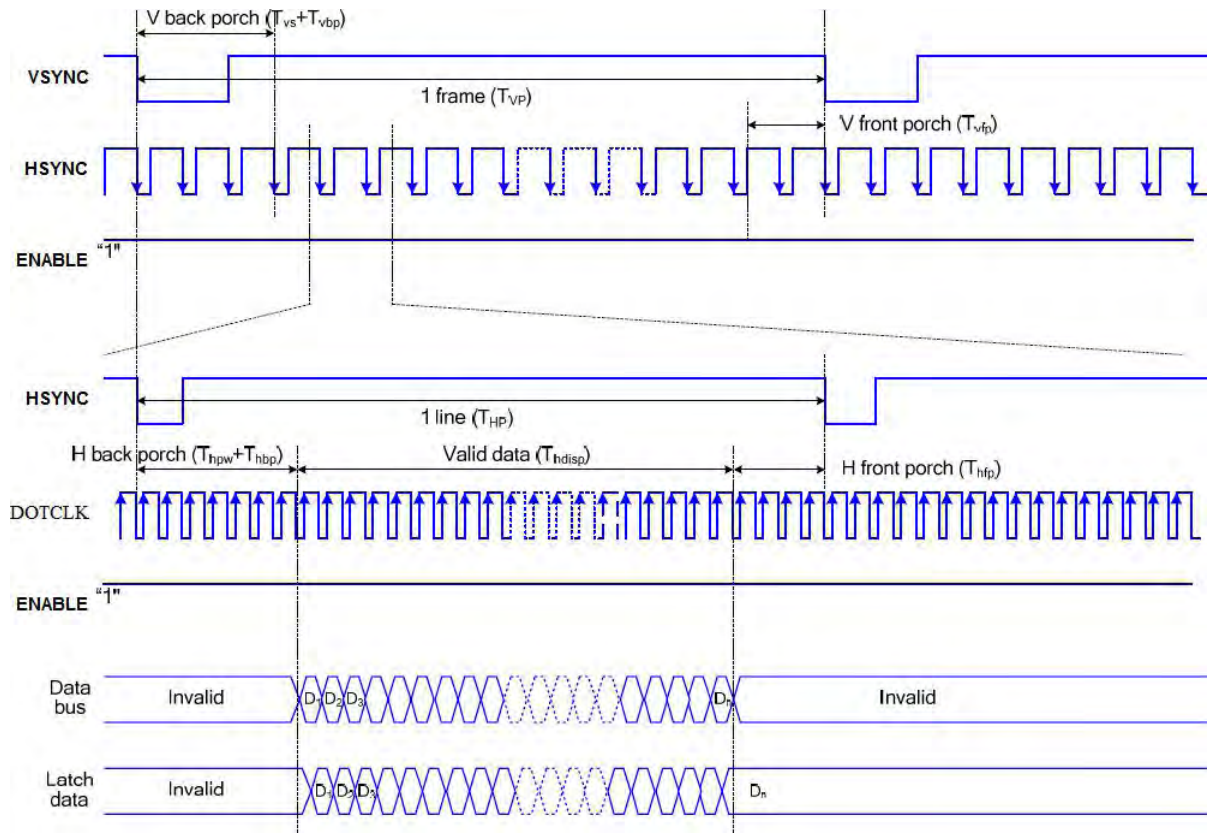 V back porch (Tvs+Tvbp)
VSYNC
1 frame (TVP)
V front porch (Tvfp)
HSYNC
ENABLE "1"
HSYNC
1 line (THP)
H back porch (Thpw+Thbp)
Valid data (Thdisp)
H front porch (Thfp)
DOTCLK
ENABLE "1"
Data
bus
Invalid
D1 D2 D3
Dn
Invalid
Latch
data
Invalid
D1 D2 D3
Dn